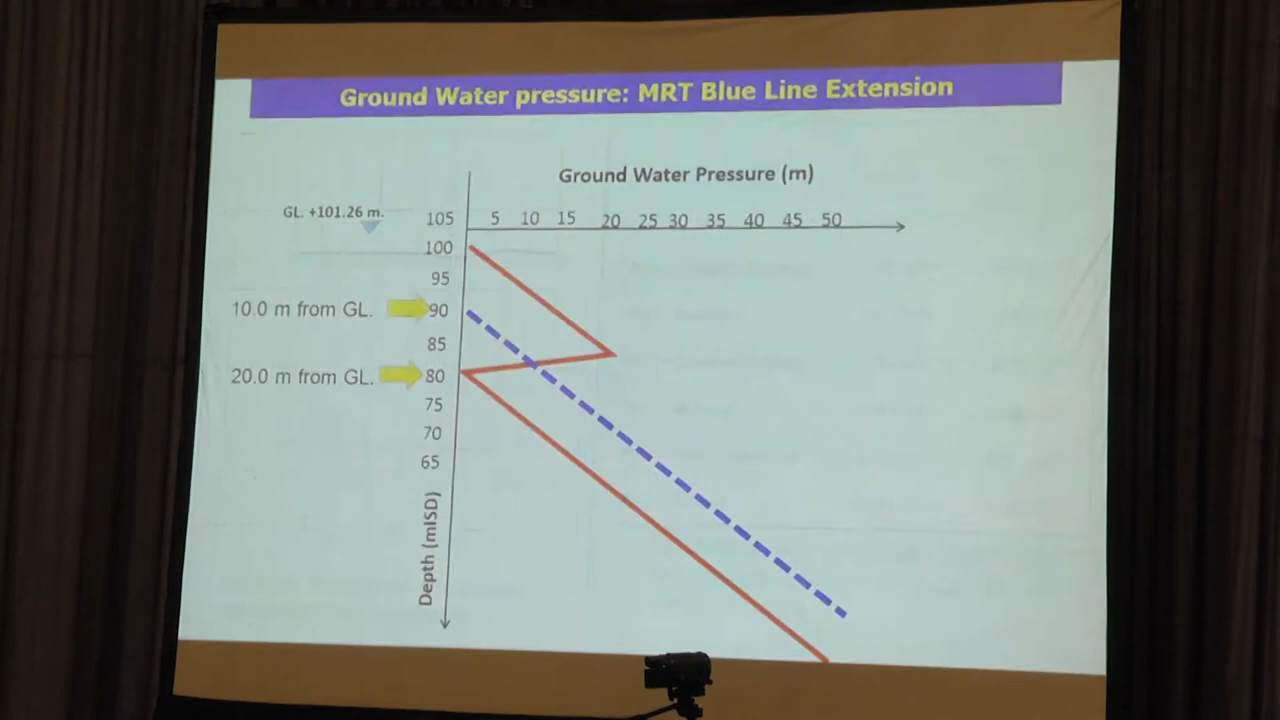 Ground Water pressure: MRT Blue Line Extension
Ground Water Pressure (m)
GL. +101.26 m.
105
5 10 15 20 25 30 35 40 45 50
100
95
10.0 m from GL.
90
85
20.0 m from GL.
80
75
70
65
Depth (mISD)